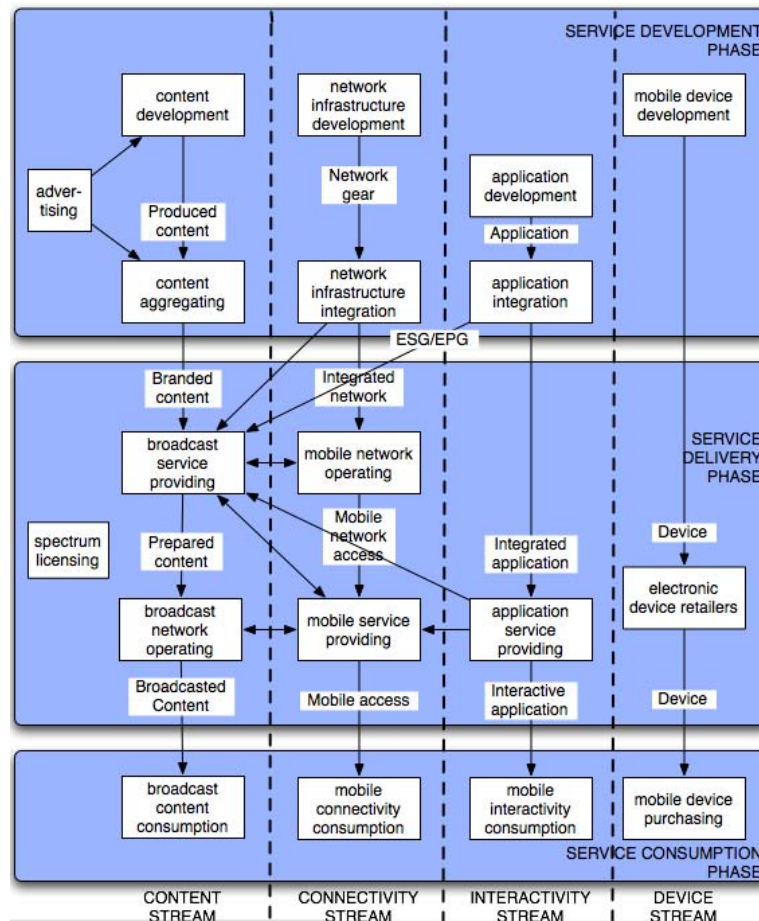 SERVICE DEVELOPMENT
PHASE
content
development
network
infrastructure
development
mobile device
development
adver-
tising
Network
gear
application
development
Produced
content
Application
content
aggregating
network
infrastructure
integration
application
integration
ESG/EPG
Branded
content
Integrated
network
broadcast
service
providing
mobile network
operating
SERVICE
DELIVERY
PHASE
spectrum
licensing
Prepared
content
Mobile
network
access
Integrated
application
Device
electronic
device retailers
broadcast
network
operating
mobile service
providing
application
service
providing
Broadcasted
Content
Mobile access
Interactive
application
Device
broadcast
content
consumption
mobile
connectivity
consumption
mobile
interactivity
consumption
mobile device
purchasing
SERVICE CONSUMPTION
PHASE
CONTENT
STREAM
CONNECTIVITY
STREAM
INTERACTIVITY
STREAM
DEVICE
STREAM